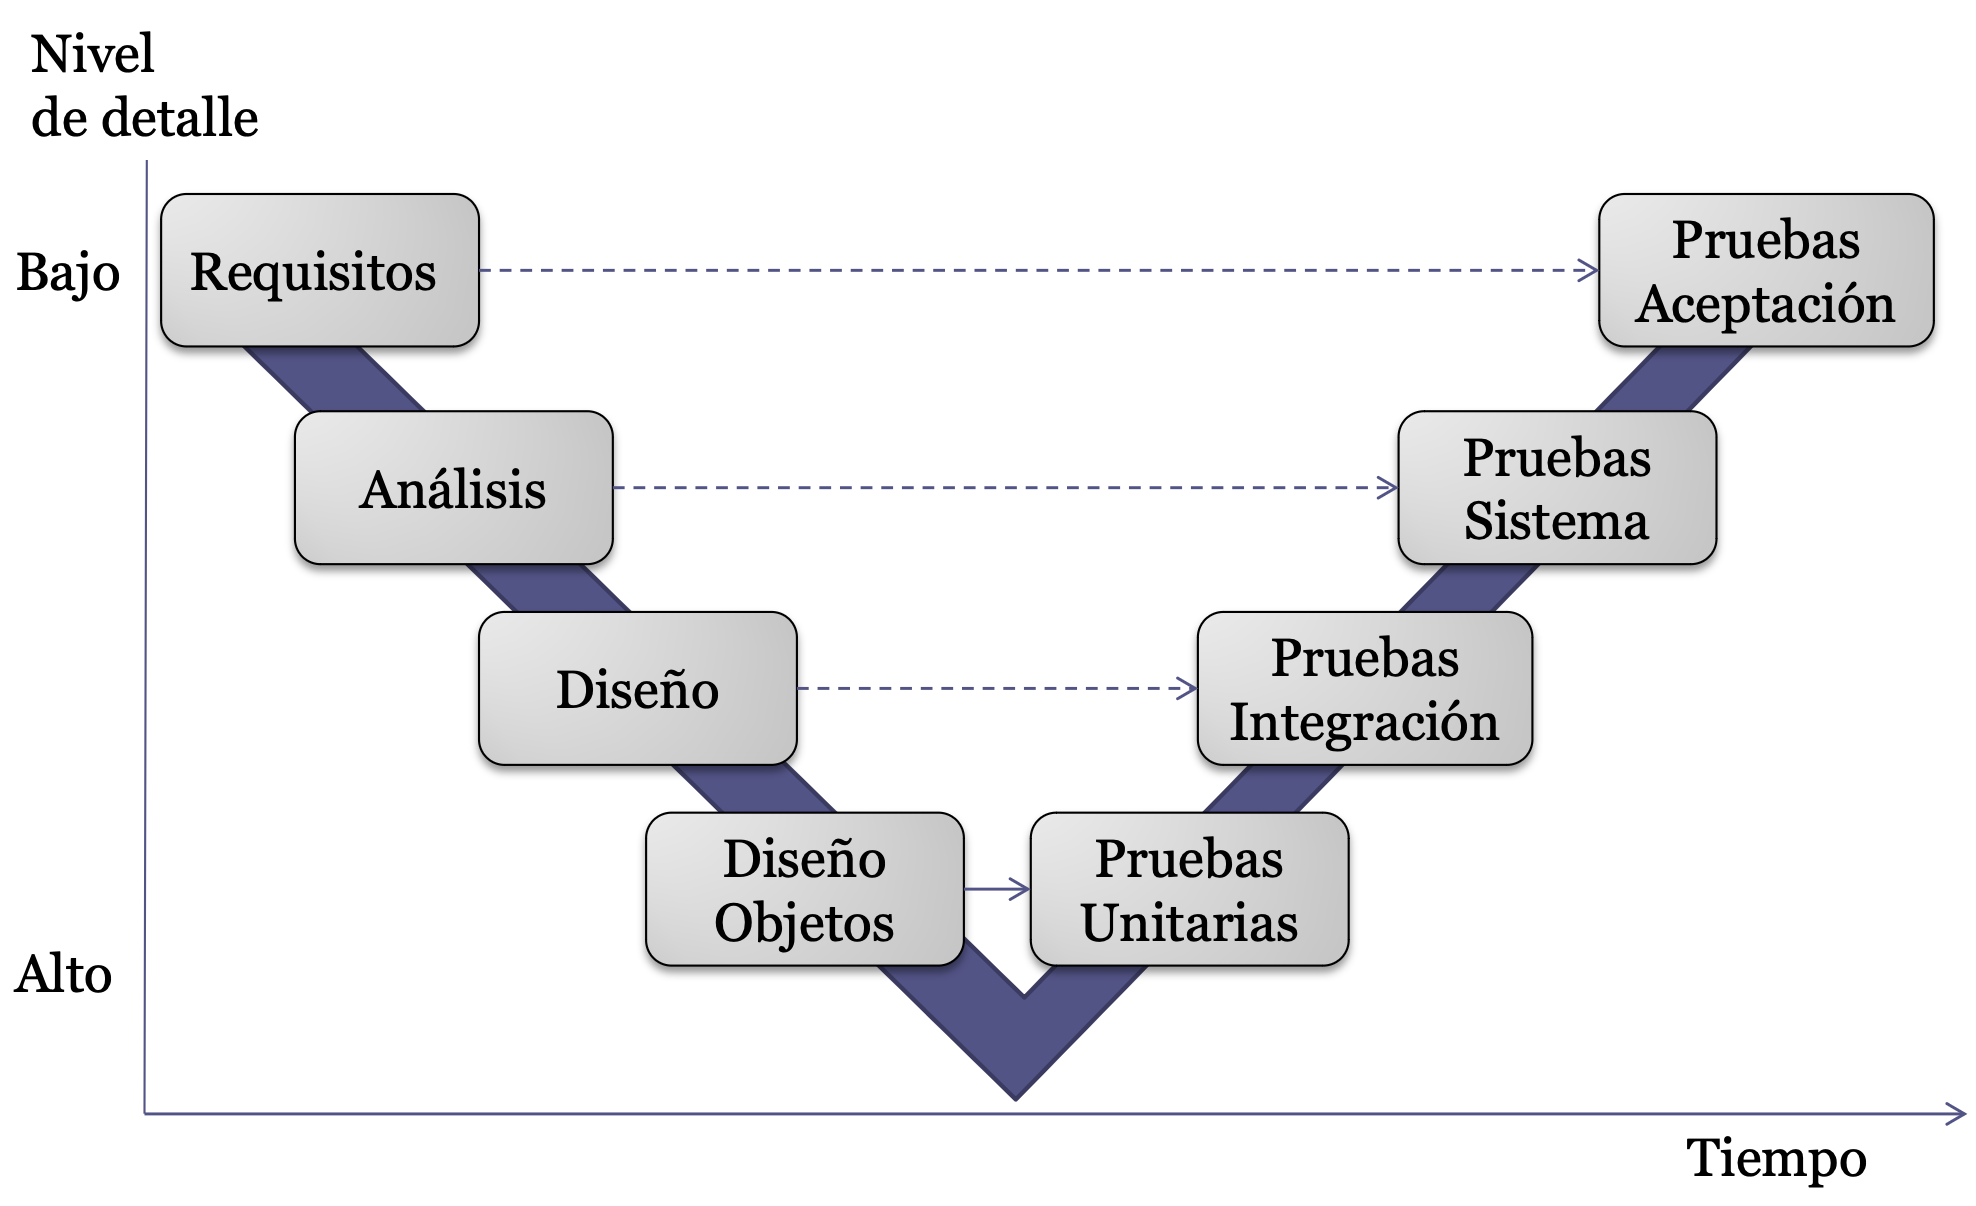 Nivel
de detalle
Bajo
Requisitos
Pruebas
Aceptación
Análisis
Pruebas
Sistema
Diseño
Pruebas
Integración
Diseño
Objetos
Pruebas
Unitarias
Alto
Tiempo